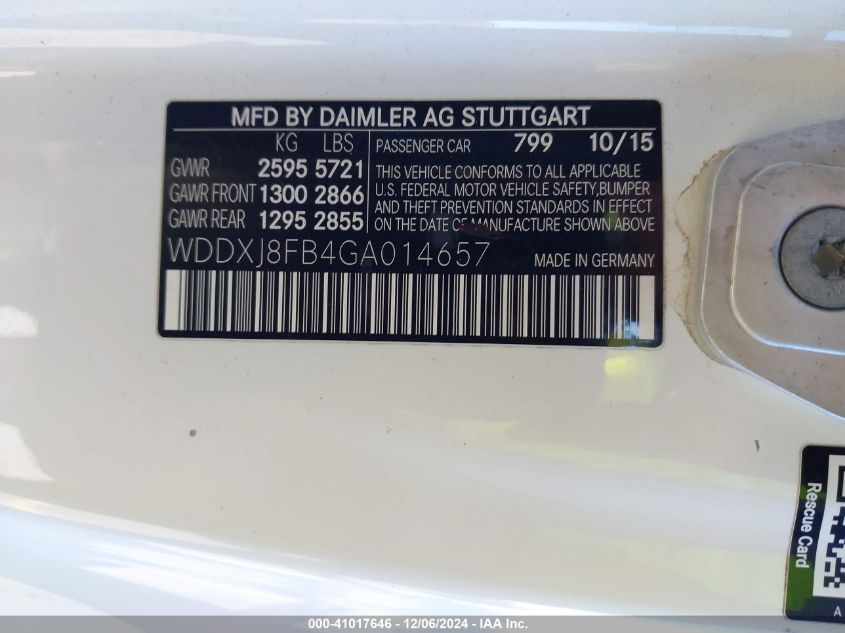 MFD BY DAIMLER AG STUTTGART
KG LBS
GVWR 2595 5721
GAWR FRONT 1300 2866
GAWR REAR 1295 2855
PASSENGER CAR 799 10/15
THIS VEHICLE CONFORMS TO ALL APPLICABLE
U.S. FEDERAL MOTOR VEHICLE SAFETY, BUMPER
AND THEFT PREVENTION STANDARDS IN EFFECT
ON THE DATE OF MANUFACTURE SHOWN ABOVE
WDDXJ8FB4GA014657
MADE IN GERMANY
Rescue Card
A
000-41017646 - 12/06/2024 - IAAI.com.